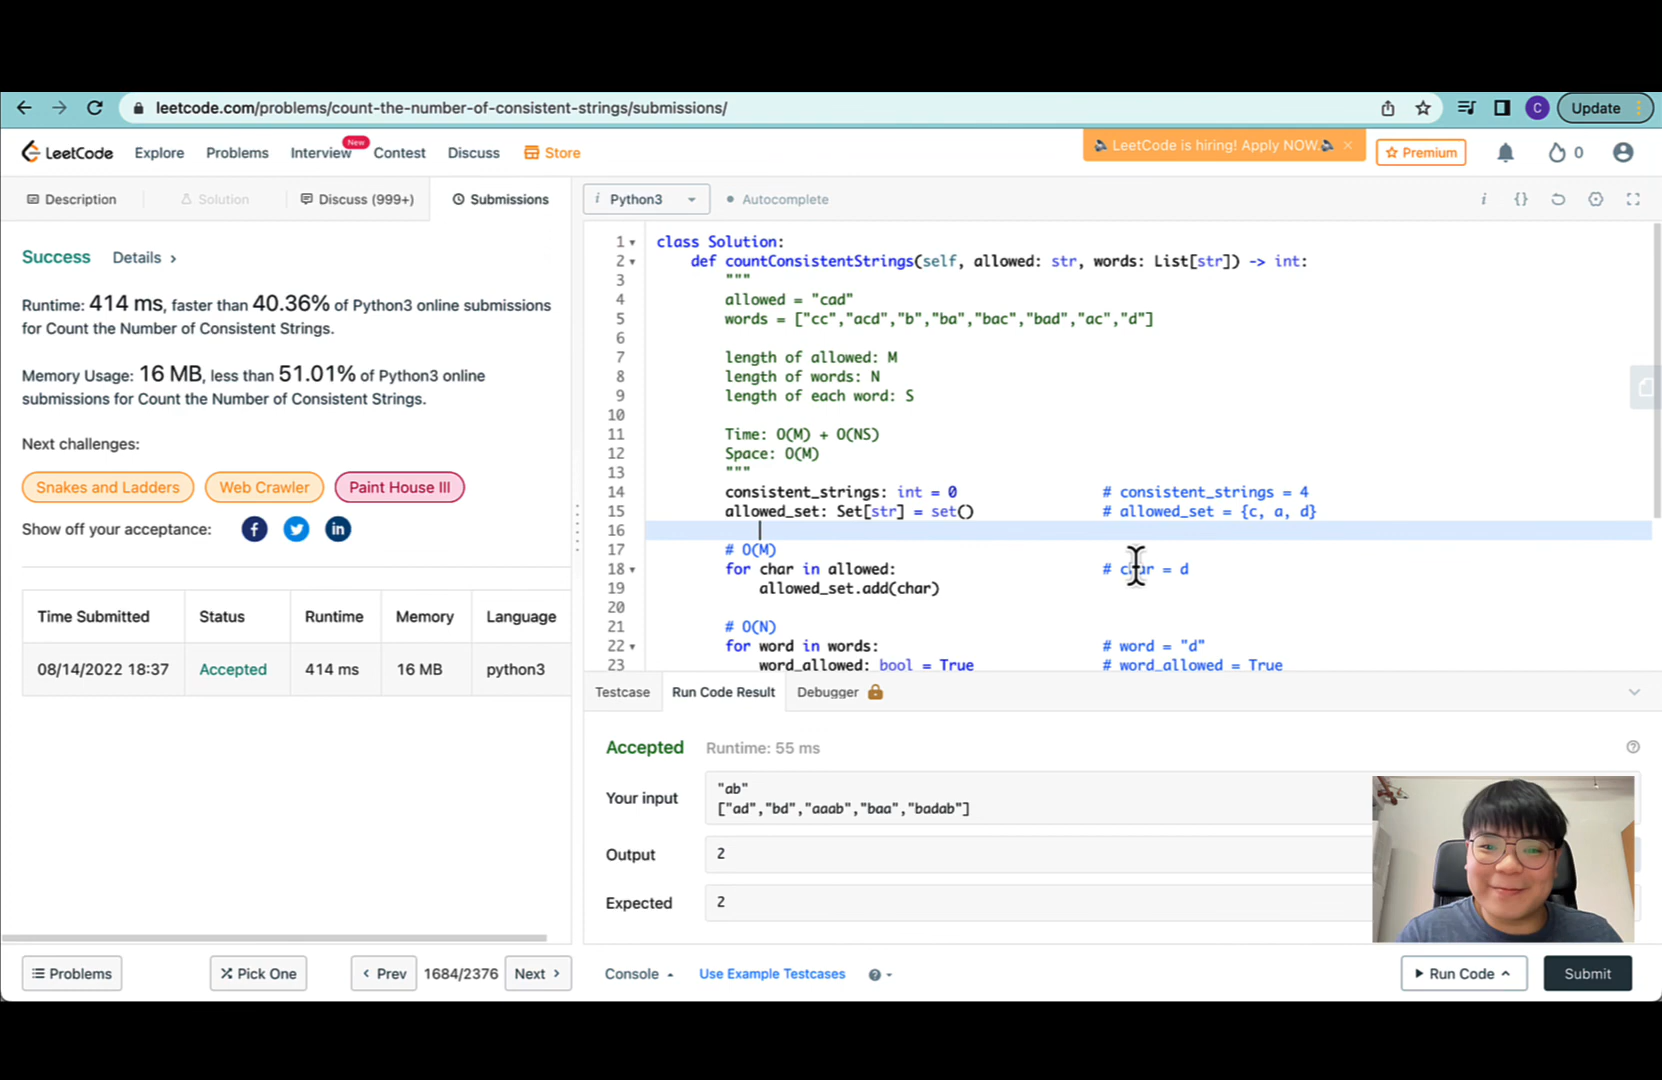 leetcode.com/problems/count-the-number-of-consistent-strings/submissions/
C
Update
LeetCode
Explore
Problems
Interview
New
Contest
Discuss
Store
LeetCode is hiring! Apply NOW
×
Premium
0
Description
Solution
Discuss (999+)
Submissions
i Python3
Autocomplete
i {}
Success Details >
Runtime: 414 ms, faster than 40.36% of Python3 online submissions
for Count the Number of Consistent Strings.
Memory Usage: 16 MB, less than 51.01% of Python3 online
submissions for Count the Number of Consistent Strings.
Next challenges:
Snakes and Ladders
Web Crawler
Paint House III
Show off your acceptance:
f
in
Time Submitted Status Runtime Memory Language
08/14/2022 18:37 Accepted 414 ms 16 MB python3
1 class Solution:
2 def countConsistentStrings(self, allowed: str, words: List[str]) -> int:
3 """
4 allowed = "cad"
5 words = ["cc","acd","b","ba","bac","bad","ac","d"]
6
7 length of allowed: M
8 length of words: N
9 length of each word: S
10
11 Time: O(M) + O(NS)
12 Space: O(M)
13 """
14 consistent_strings: int = 0 # consistent_strings = 4
15 allowed_set: Set[str] = set() # allowed_set = {c, a, d}
16
17 # O(M)
18 for char in allowed: # char = d
19 allowed_set.add(char)
20
21 # O(N)
22 for word in words: # word = "d"
23 word_allowed: bool = True # word_allowed = True
Testcase
Run Code Result
Debugger
Accepted Runtime: 55 ms
Your input
"ab"
["ad","bd","aaab","baa","badab"]
Output 2
Expected 2
Problems
Pick One
< Prev
1684/2376
Next >
Console
Use Example Testcases
?
Run Code
Submit